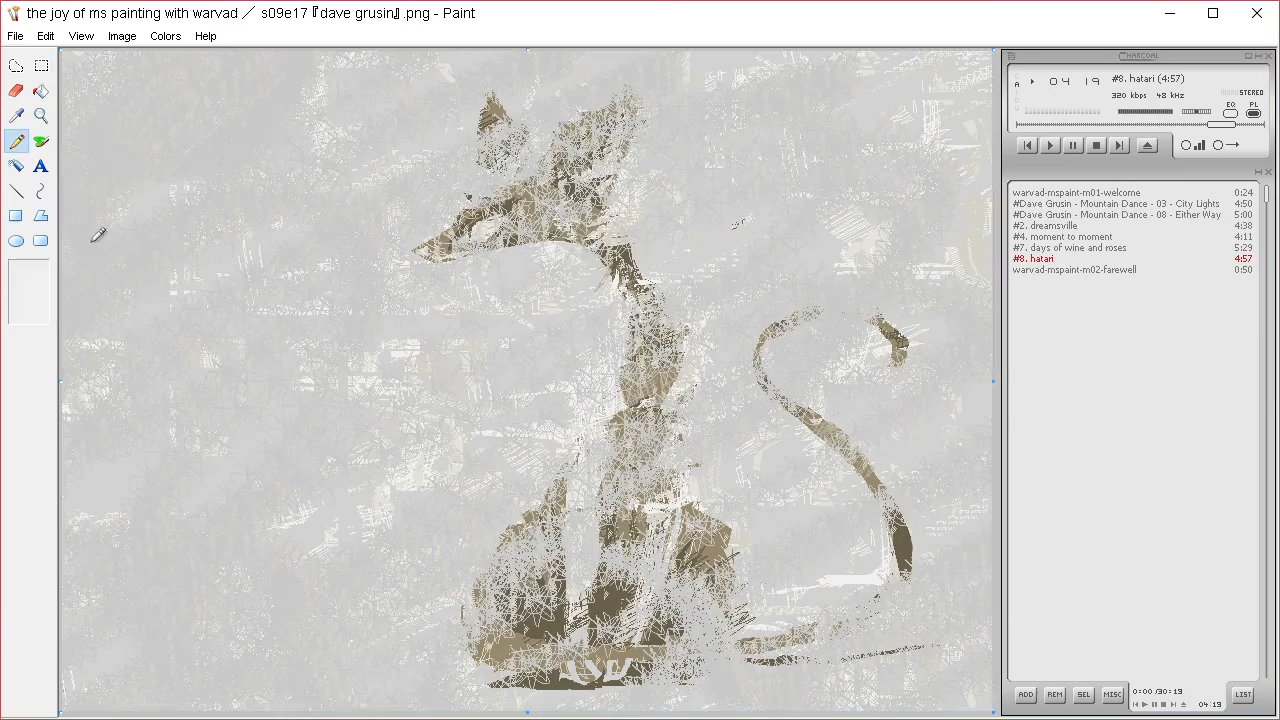 the joy of ms painting with warvad ／ s09e17『dave grusin』.png - Paint
File Edit View Image Colors Help
CHARCOAL
04 19
#8. hatari (4:57)
320 kbps 48 kHz
STEREO
EQ PL
warvad-mspaint-m01-welcome 0:24
#Dave Grusin - Mountain Dance - 03 - City Lights 4:50
#Dave Grusin - Mountain Dance - 08 - Either Way 5:00
#2. dreamsville 4:38
#4. moment to moment 4:11
#7. days of wine and roses 5:29
#8. hatari 4:57
warvad-mspaint-m02-farewell 0:50
ADD REM SEL MISC 0:00/30:19 LIST
04:19